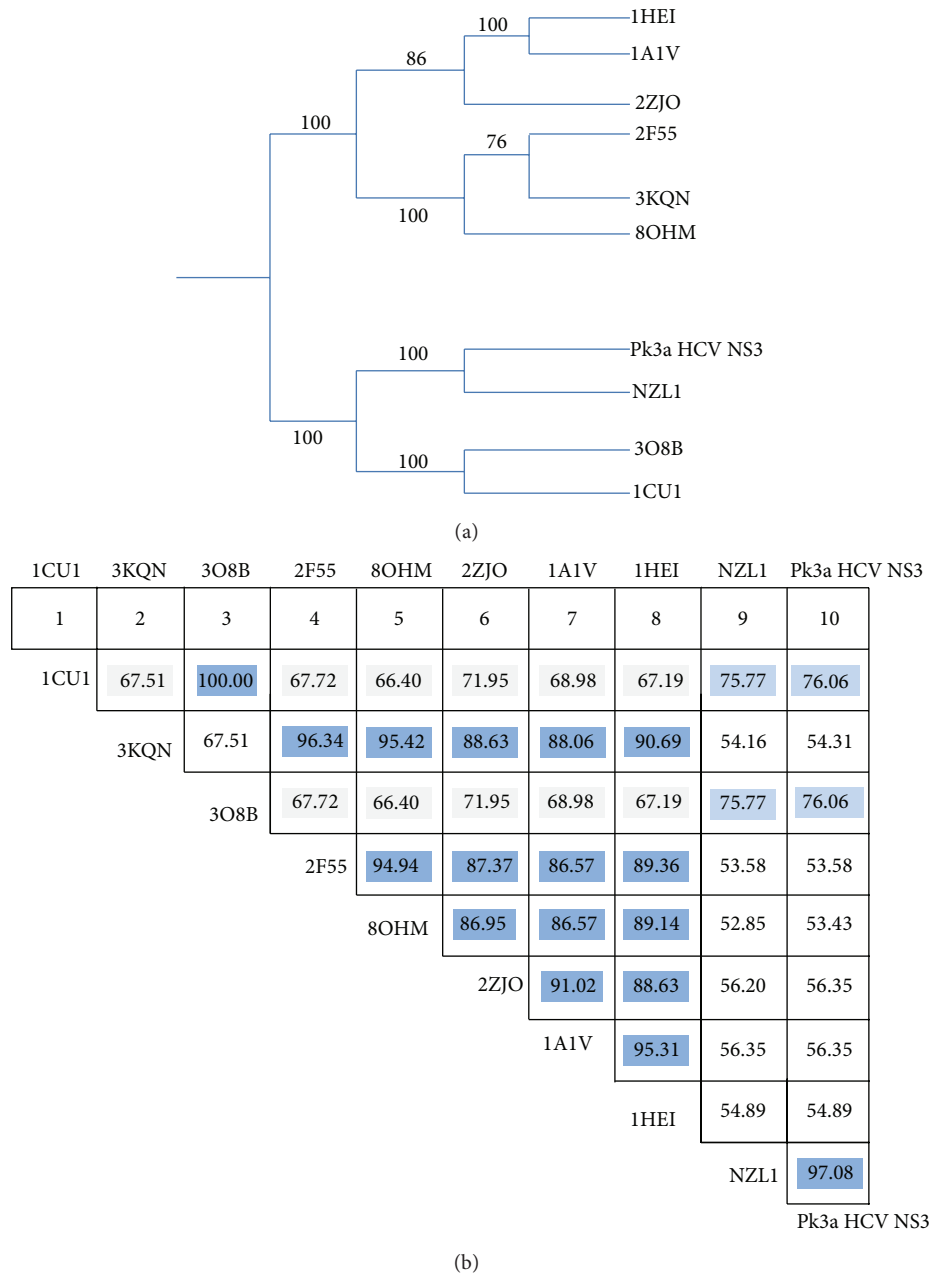 1HEI
100
1A1V
86
2ZJO
100
2F55
76
3KQN
100
8OHM
Pk3a HCV NS3
100
NZL1
100
3O8B
100
1CU1
(a)
1CU1 3KQN 3O8B 2F55 8OHM 2ZJO 1A1V 1HEI NZL1 Pk3a HCV NS3
1 2 3 4 5 6 7 8 9 10
1CU1 67.51 100.00 67.72 66.40 71.95 68.98 67.19 75.77 76.06
3KQN 67.51 96.34 95.42 88.63 88.06 90.69 54.16 54.31
3O8B 67.72 66.40 71.95 68.98 67.19 75.77 76.06
2F55 94.94 87.37 86.57 89.36 53.58 53.58
8OHM 86.95 86.57 89.14 52.85 53.43
2ZJO 91.02 88.63 56.20 56.35
1A1V 95.31 56.35 56.35
1HEI 54.89 54.89
NZL1 97.08
Pk3a HCV NS3
(b)